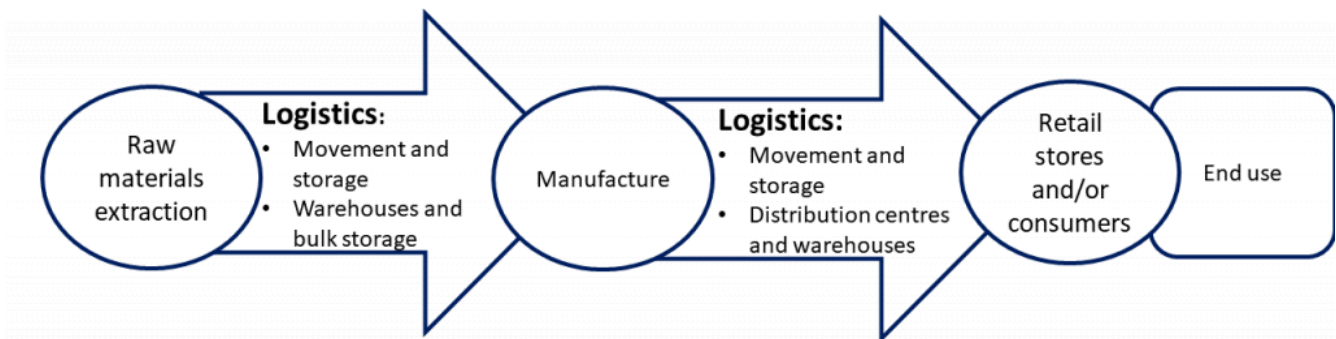 Raw
materials
extraction
Logistics:
• Movement and
storage
• Warehouses and
bulk storage
Manufacture
Logistics:
• Movement and
storage
• Distribution centres
and warehouses
Retail
stores
and/or
consumers
End use